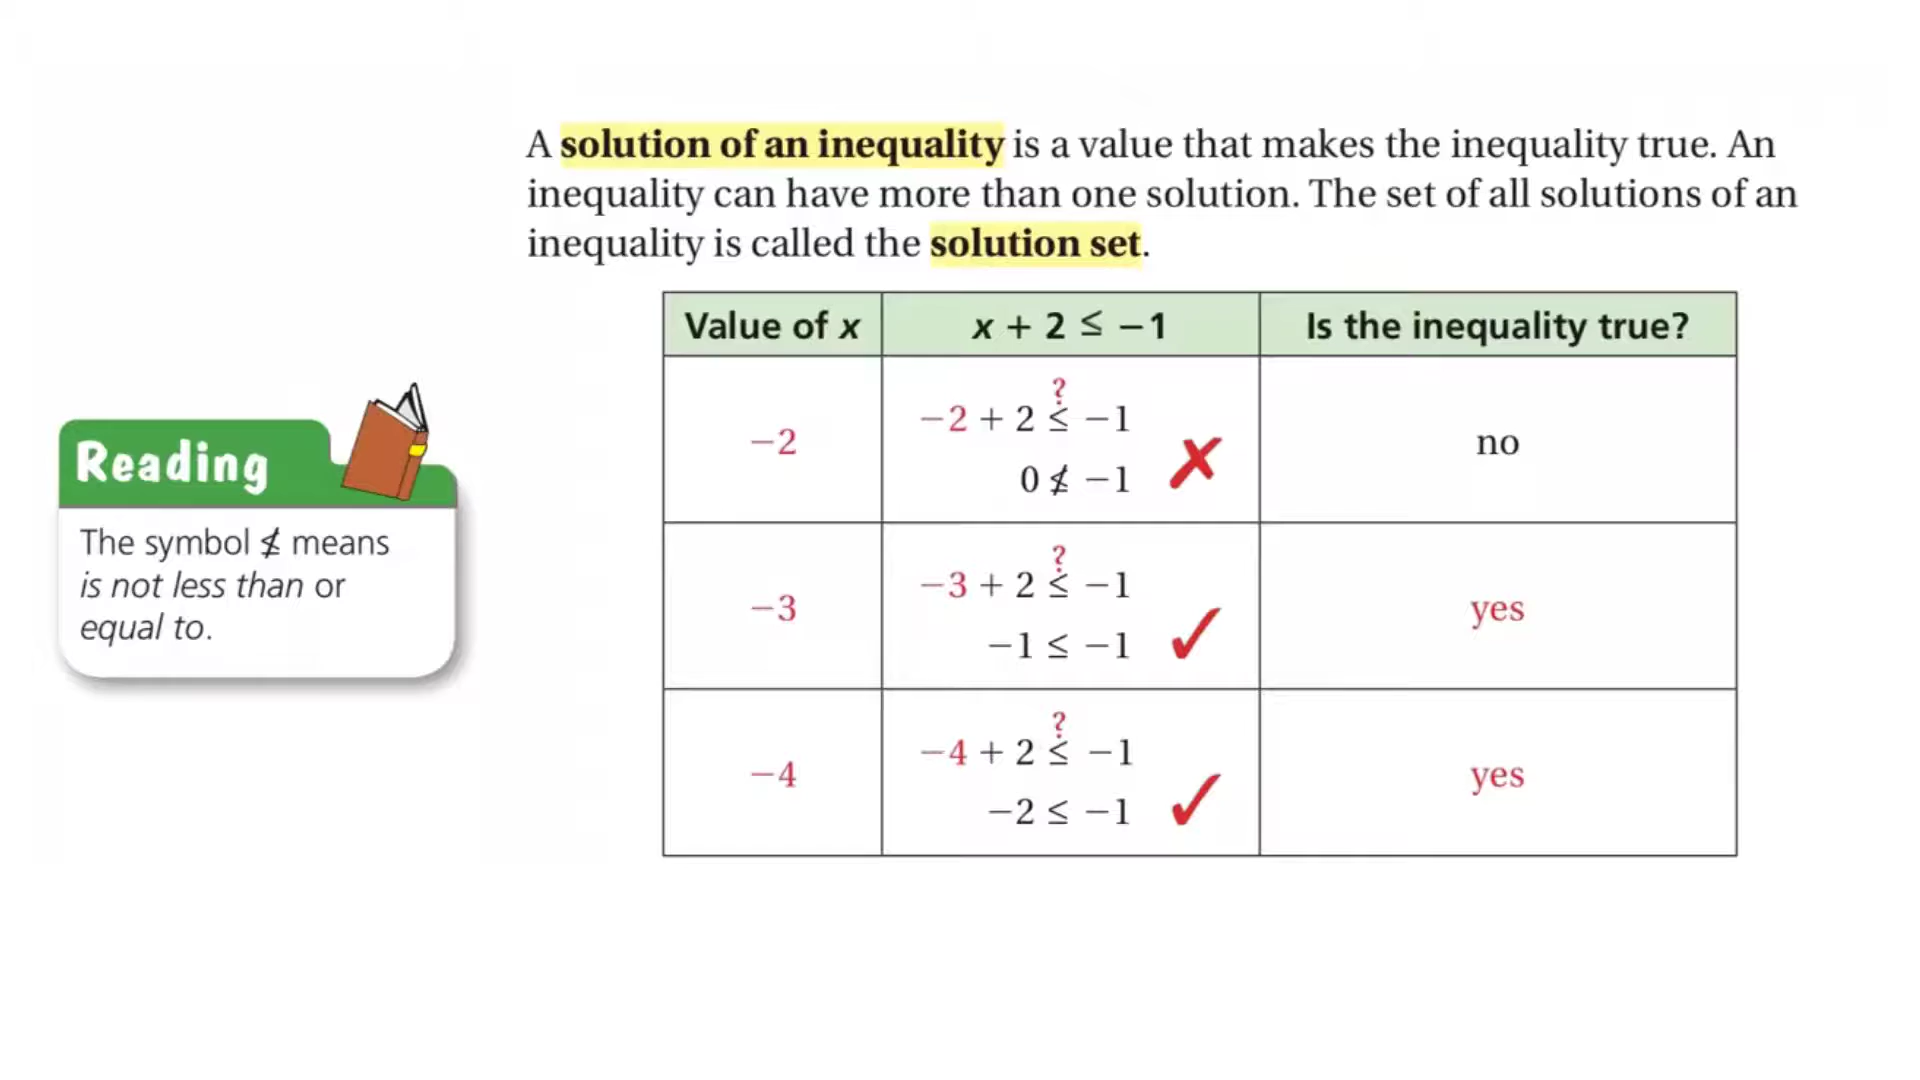 A solution of an inequality is a value that makes the inequality true. An
inequality can have more than one solution. The set of all solutions of an
inequality is called the solution set.
Reading
The symbol ≰ means
is not less than or
equal to.
Value of x | x + 2 ≤ −1 | Is the inequality true?
−2
−2 + 2 ≤ −1
?
0 ≰ −1 ✗
no
−3
−3 + 2 ≤ −1
?
−1 ≤ −1 ✓
yes
−4
−4 + 2 ≤ −1
?
−2 ≤ −1 ✓
yes